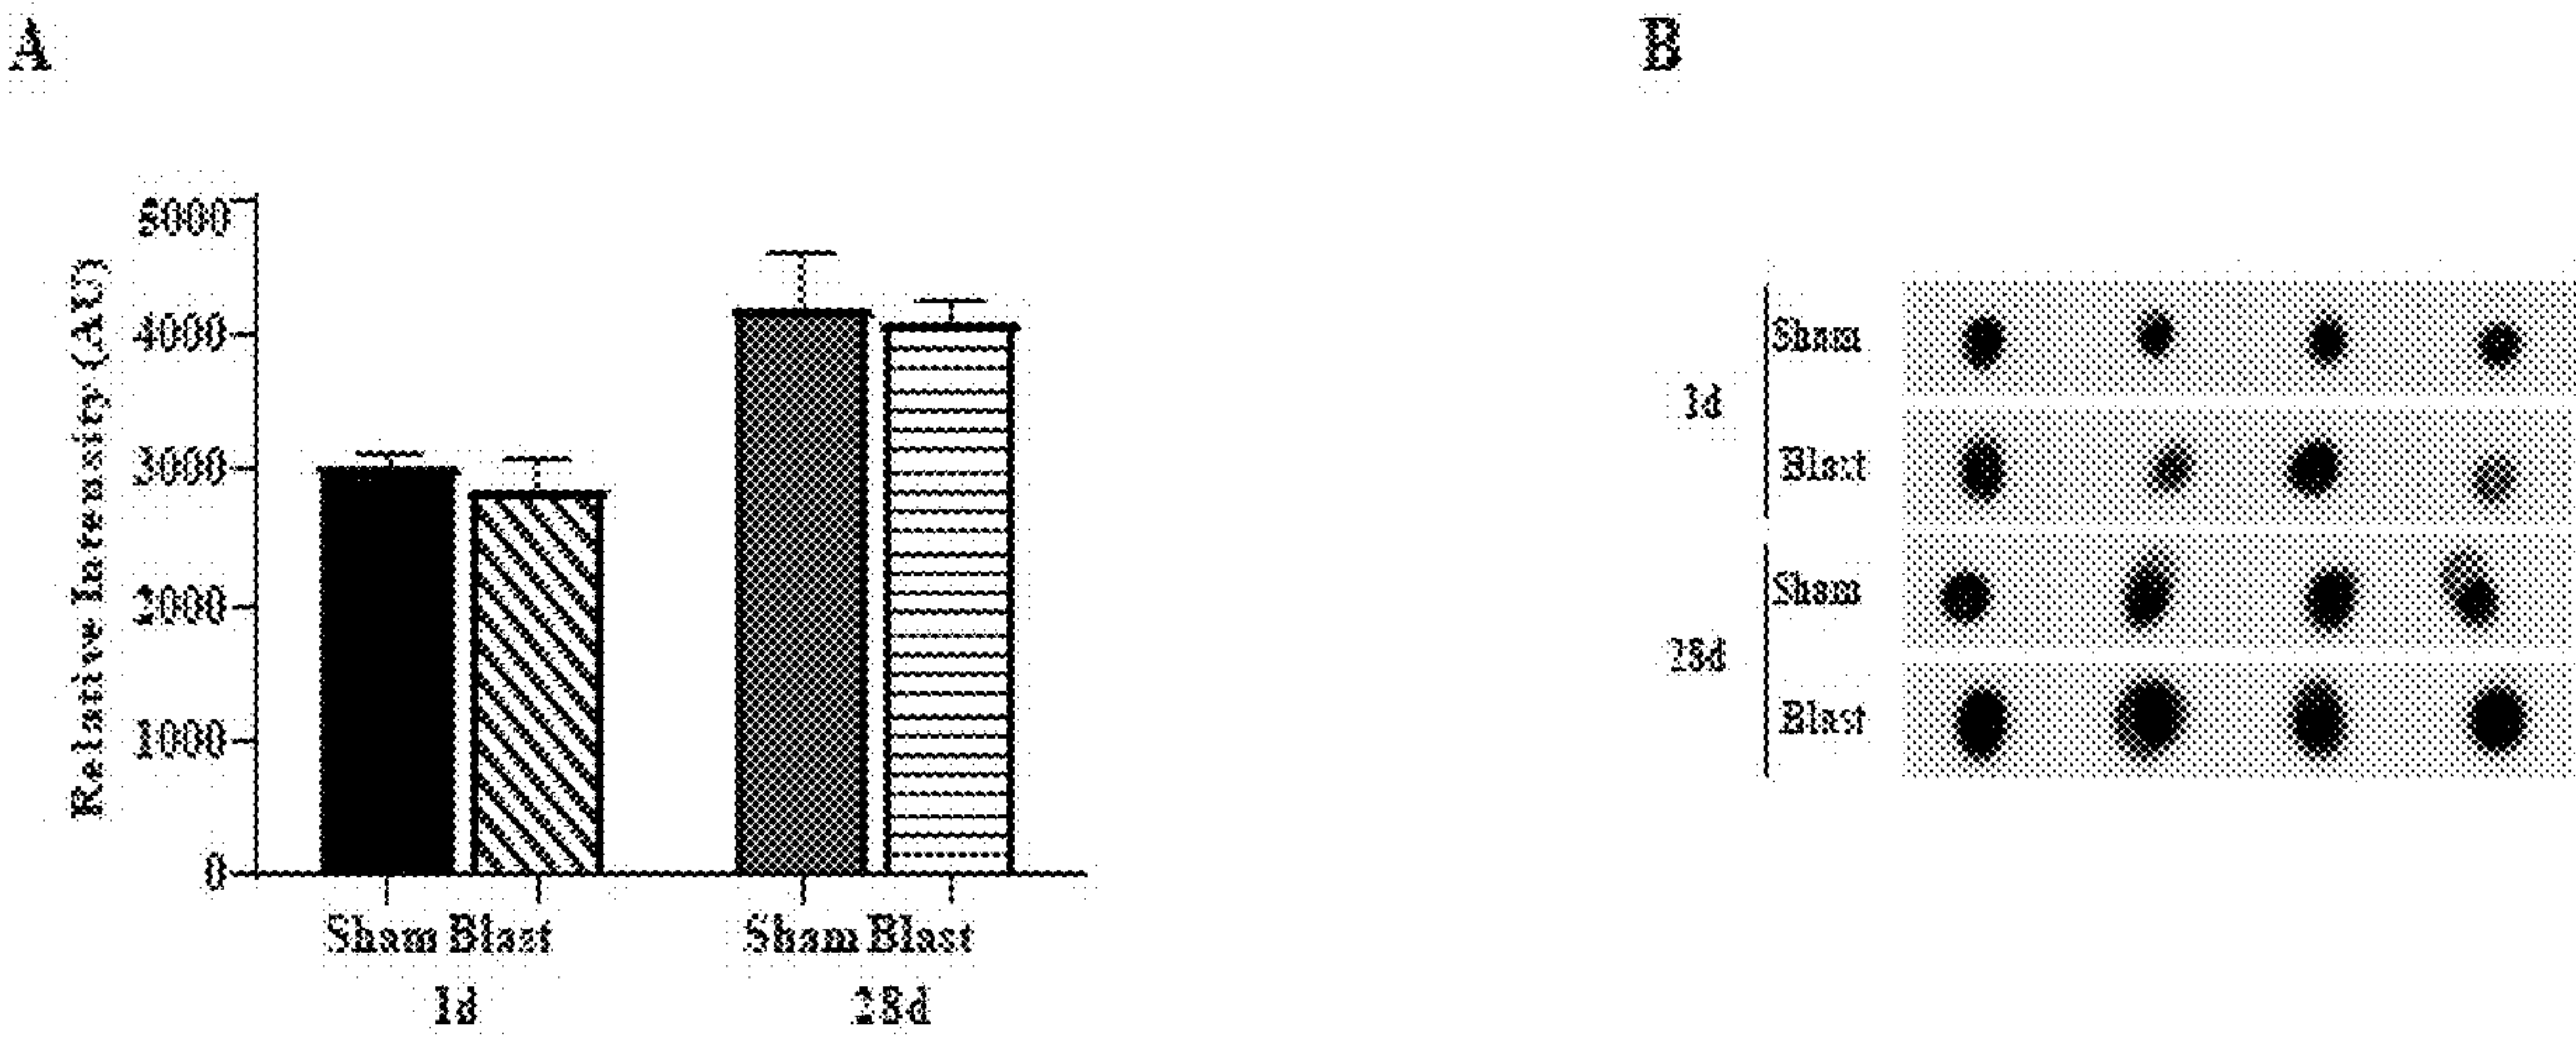 A
B
Relative Intensity (AU)
5000
4000
3000
2000
1000
0
Sham Blast
Sham Blast
1d
28d
Sham
1d
Blast
Sham
28d
Blast